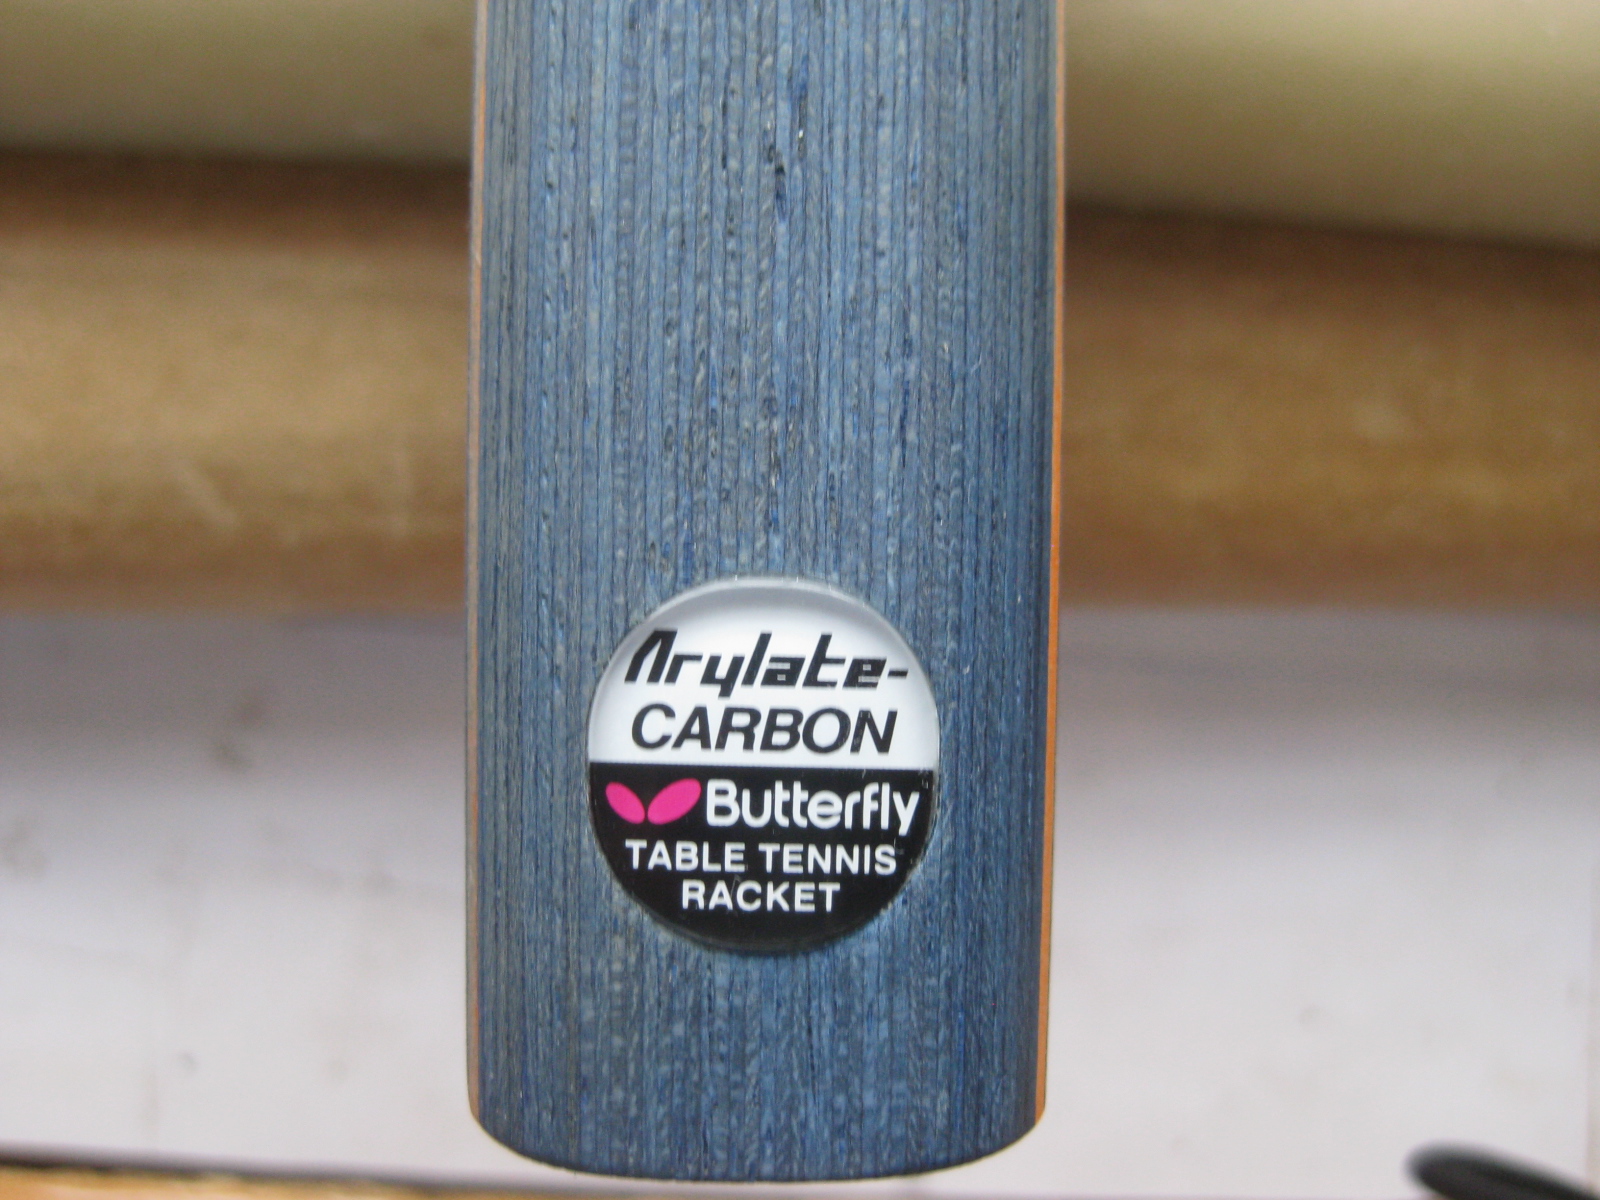 Arylate-
CARBON
Butterfly
TABLE TENNIS
RACKET